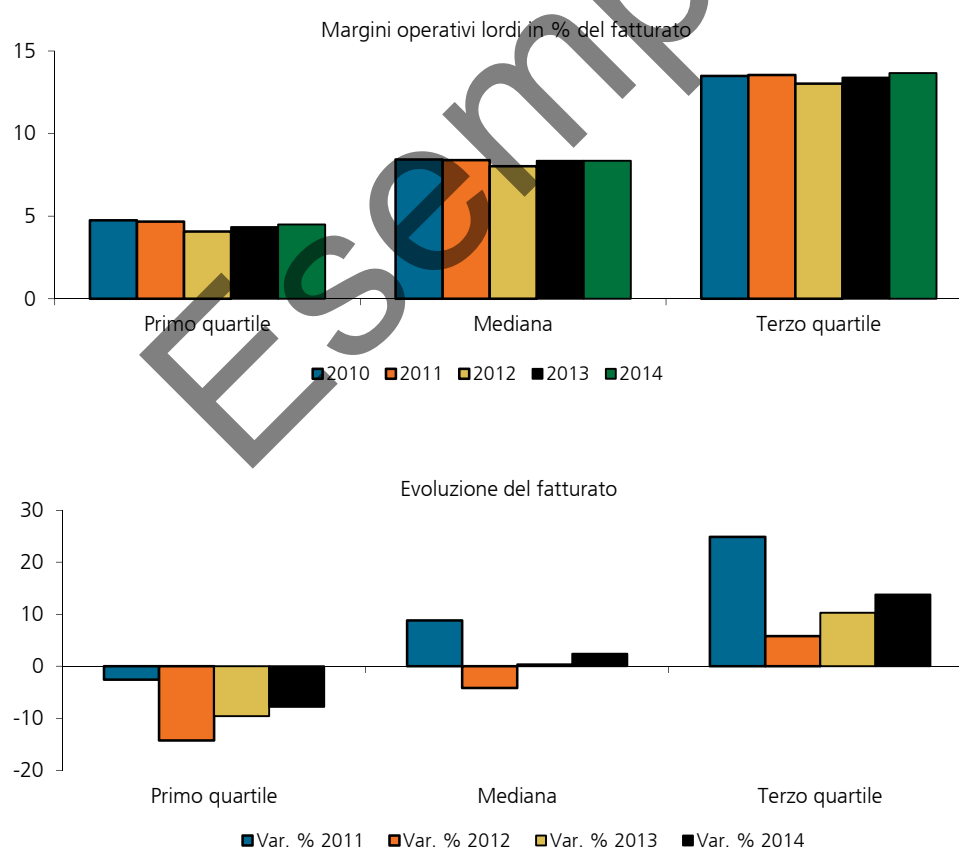 Margini operativi lordi in % del fatturato
15
10
5
0
Primo quartile Mediana Terzo quartile
2010 2011 2012 2013 2014
Evoluzione del fatturato
30
20
10
0
-10
-20
Primo quartile Mediana Terzo quartile
Var. % 2011 Var. % 2012 Var. % 2013 Var. % 2014